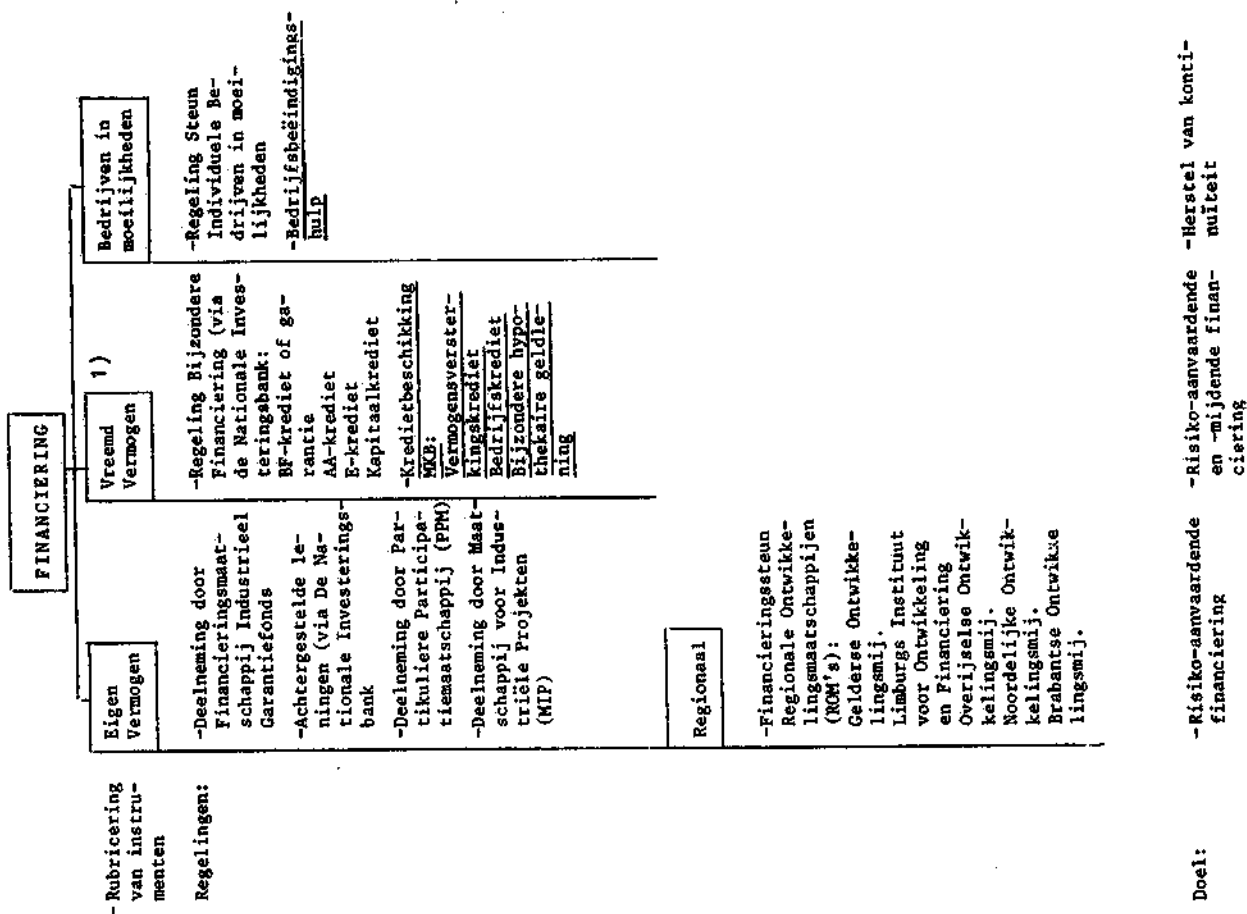 FINANCIERING
- Rubricering
van instru-
menten
Eigen
Vermogen
Vreemd
Vermogen
1)
Bedrijven in
moeilijkheden
Regelingen:
-Deelneming door
Financieringsmaat-
schappij Industrieel
Garantiefonds
-Achtergestelde le-
ningen (via De Na-
tionale Investerings-
bank
-Deelneming door Par-
tikuliere Participa-
tiemaatschappij (PPM)
-Deelneming door Maat-
schappij voor Indus-
triële Projekten
(MIP)
-Regeling Bijzondere
Financiering (via
de Nationale Inves-
teringsbank:
BF-krediet of ga-
rantie
AA-krediet
E-krediet
Kapitaalkrediet
-Kredietbeschikking
MKB:
Vermogensverster-
kingskrediet
Bedrijfskrediet
Bijzondere hypo-
thekaire geldle-
ning
-Regeling Steun
Individuele Be-
drijven in moei-
lijkheden
-Bedrijfsbeëindigings-
hulp
Regionaal
-Financieringssteun
Regionale Ontwikke-
lingsmaatschappijen
(ROM's):
Gelderse Ontwikke-
lingsmij.
Limburgs Instituut
voor Ontwikkeling
en Financiering
Overijselse Ontwik-
kelingsmij.
Noordelijke Ontwik-
kelingsmij.
Brabantse Ontwikke
lingsmij.
Doel:
-Risiko-aanvaardende
financiering
-Risiko-aanvaardende
en -mijdende finan-
ciering
-Herstel van konti-
nuïteit